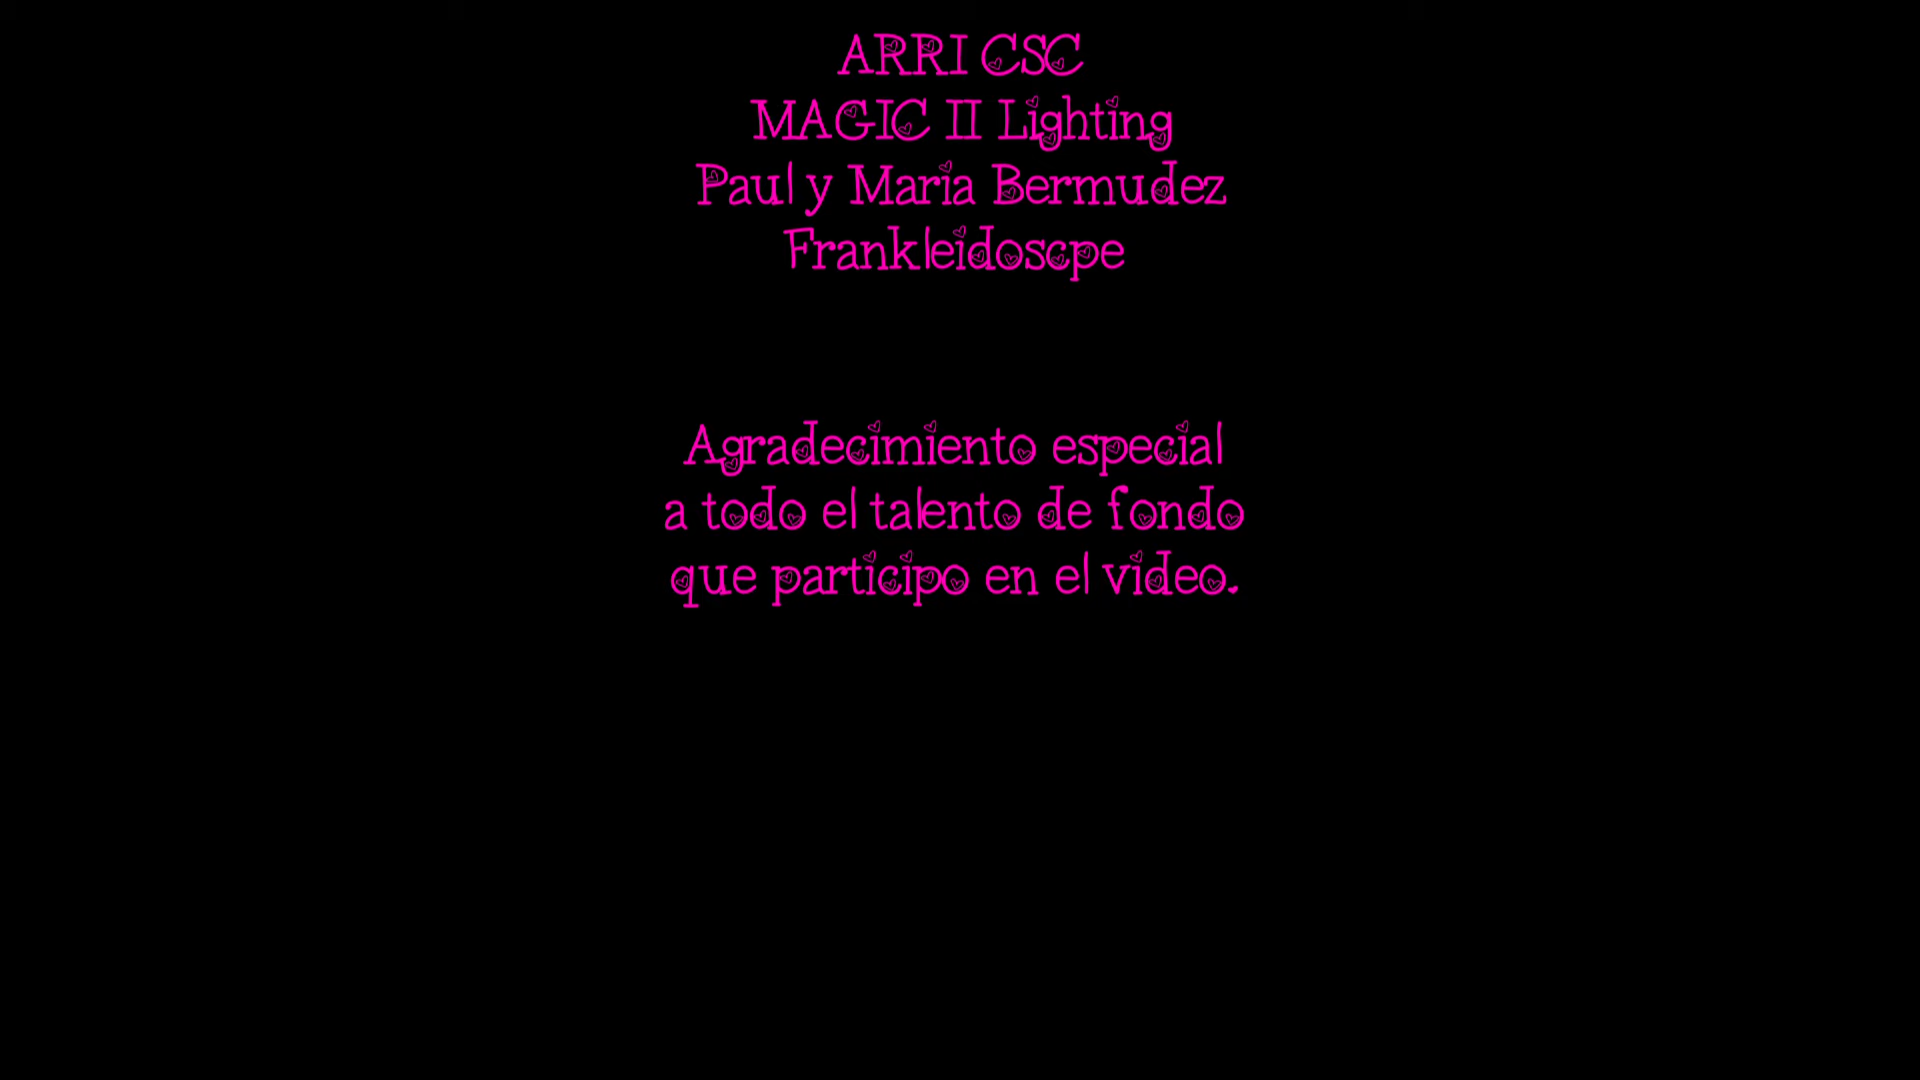 ARRI CSC
MAGIC II Lighting
Paul y Maria Bermudez
Frankleidoscpe
Agradecimiento especial
a todo el talento de fondo
que participo en el video.